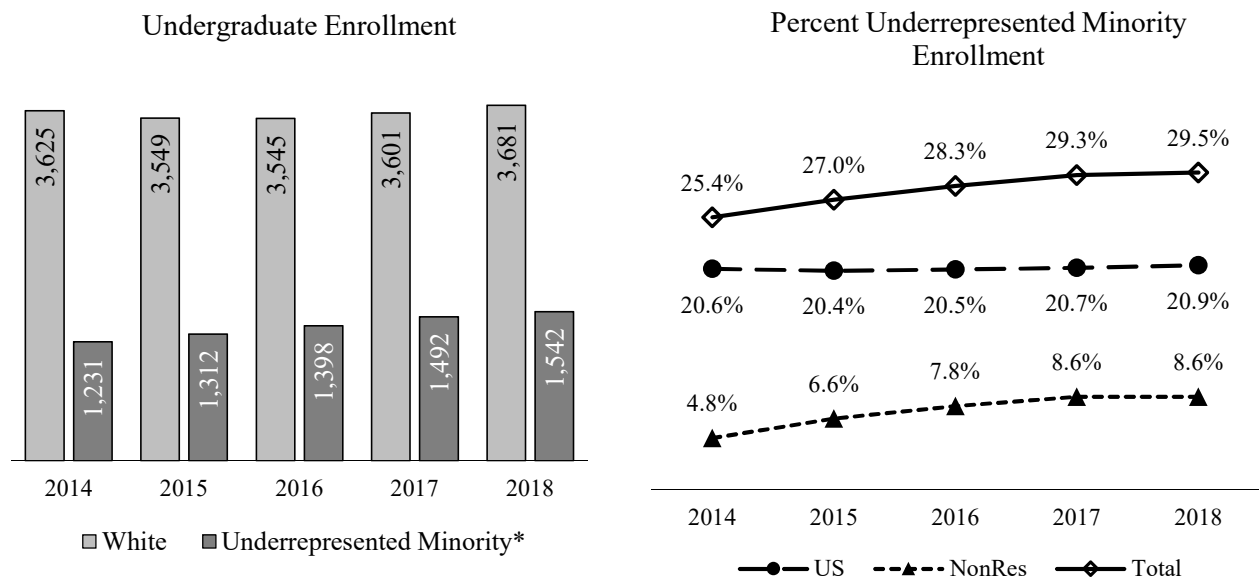 Undergraduate Enrollment
3,625
1,231
3,549
1,312
3,545
1,398
3,601
1,492
3,681
1,542
2014 2015 2016 2017 2018
White Underrepresented Minority*
Percent Underrepresented Minority
Enrollment
25.4% 27.0% 28.3% 29.3% 29.5%
20.6% 20.4% 20.5% 20.7% 20.9%
4.8% 6.6% 7.8% 8.6% 8.6%
2014 2015 2016 2017 2018
US NonRes Total